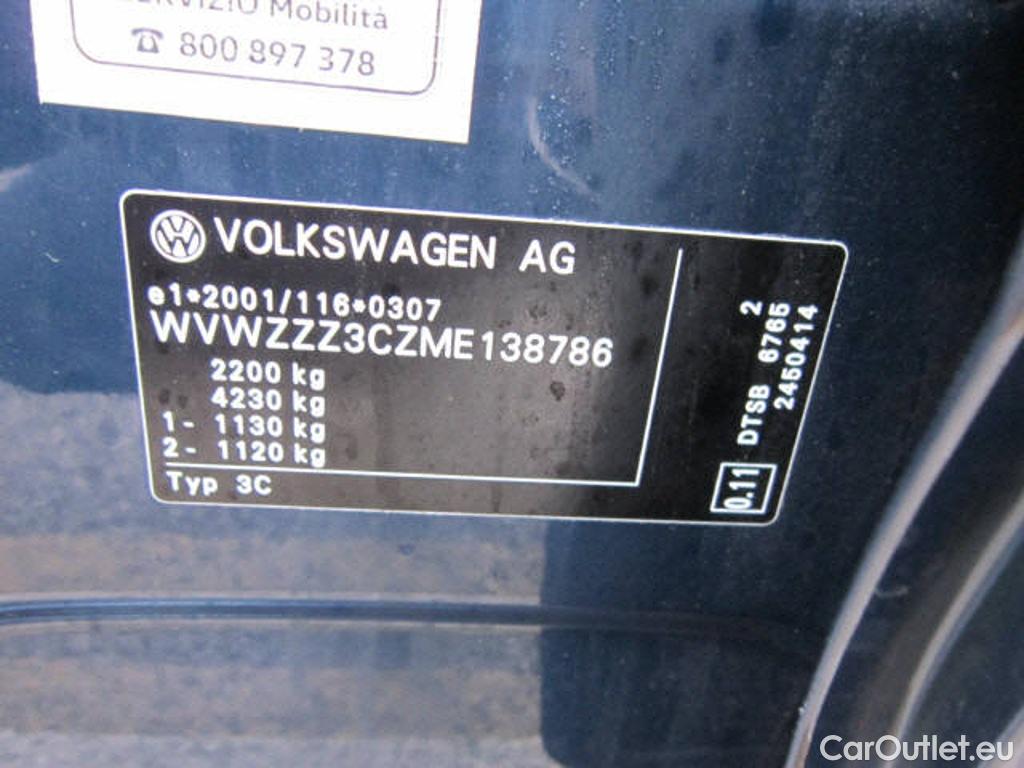 SERVIZIO Mobilità
☎ 800 897 378
VOLKSWAGEN AG
e1*2001/116*0307
WVWZZZ3CZME138786
2200 kg
4230 kg
1- 1130 kg
2- 1120 kg
Typ 3C
2
DTSB 6765
2450414
0.11
CarOutlet.eu